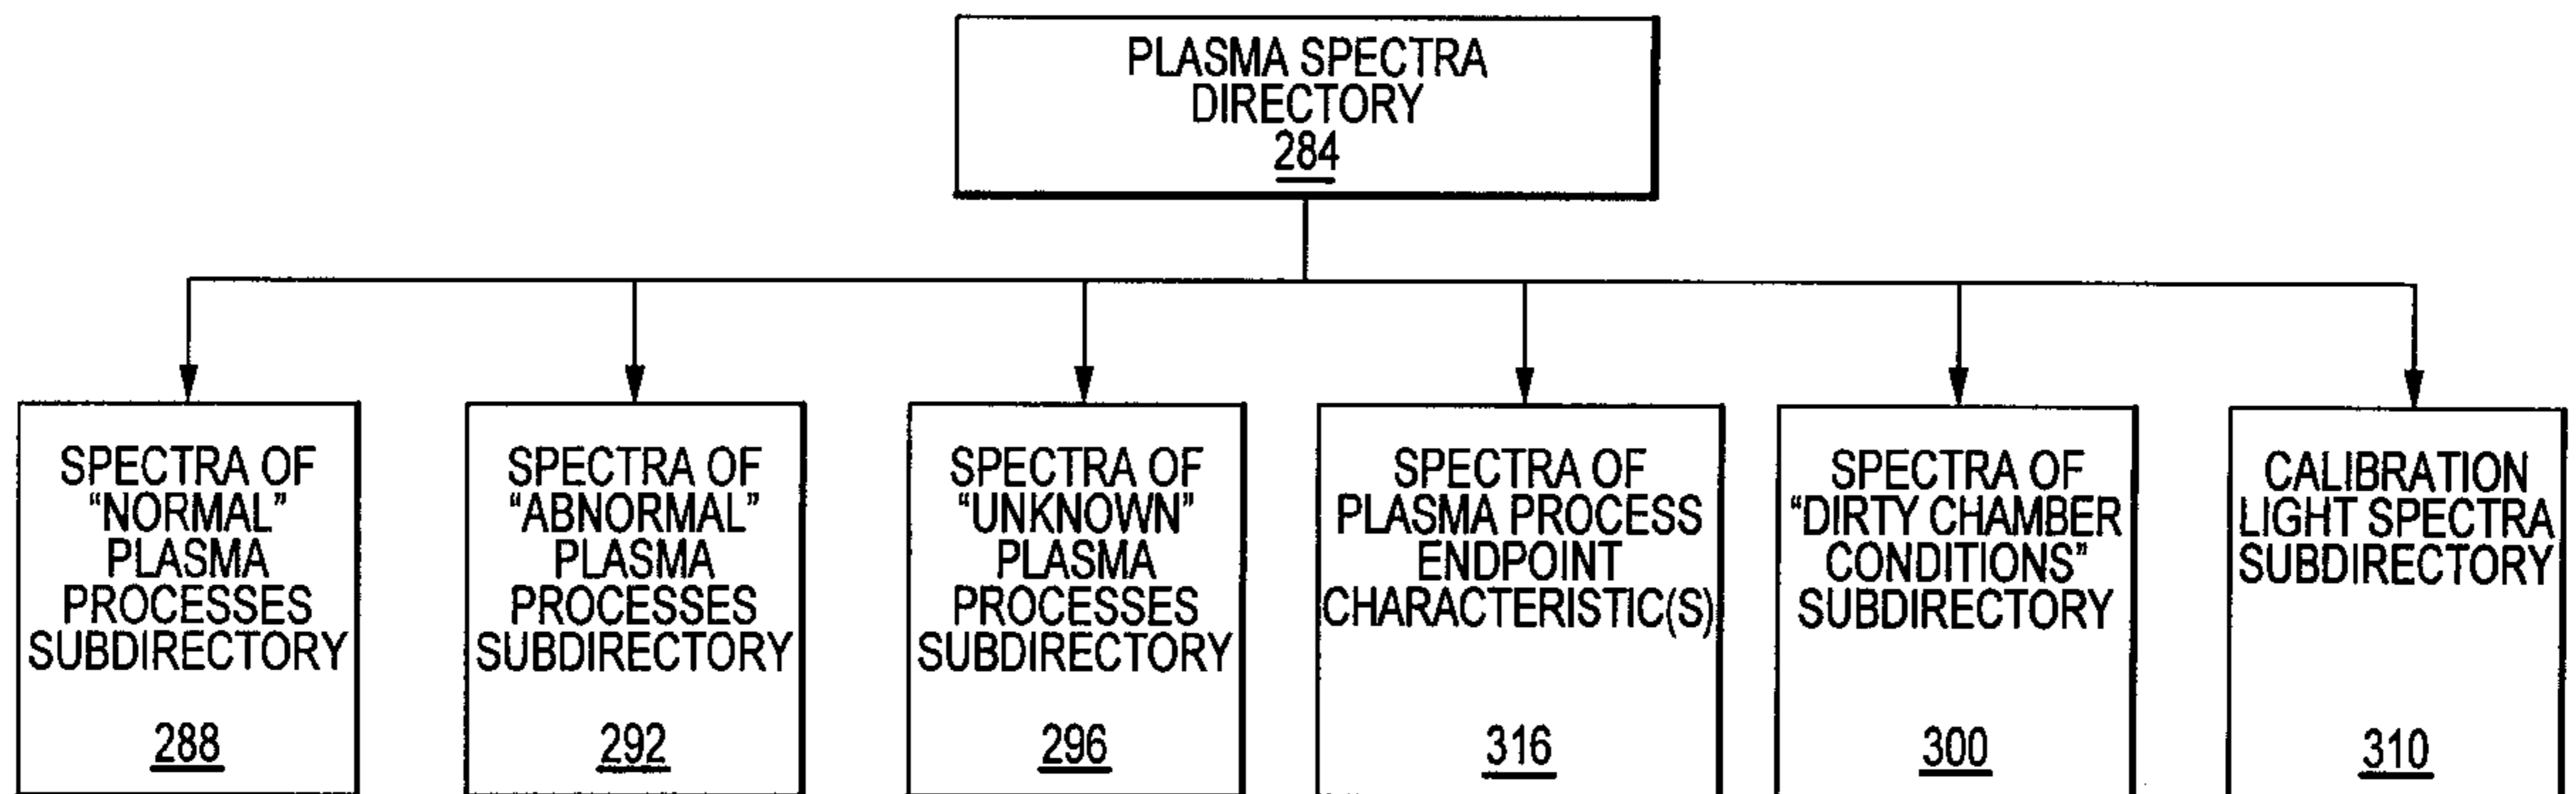 PLASMA SPECTRA
DIRECTORY
284
SPECTRA OF
“NORMAL”
PLASMA
PROCESSES
SUBDIRECTORY
288
SPECTRA OF
“ABNORMAL”
PLASMA
PROCESSES
SUBDIRECTORY
292
SPECTRA OF
“UNKNOWN”
PLASMA
PROCESSES
SUBDIRECTORY
296
SPECTRA OF
PLASMA PROCESS
ENDPOINT
CHARACTERISTIC(S)
316
SPECTRA OF
“DIRTY CHAMBER
CONDITIONS”
SUBDIRECTORY
300
CALIBRATION
LIGHT SPECTRA
SUBDIRECTORY
310